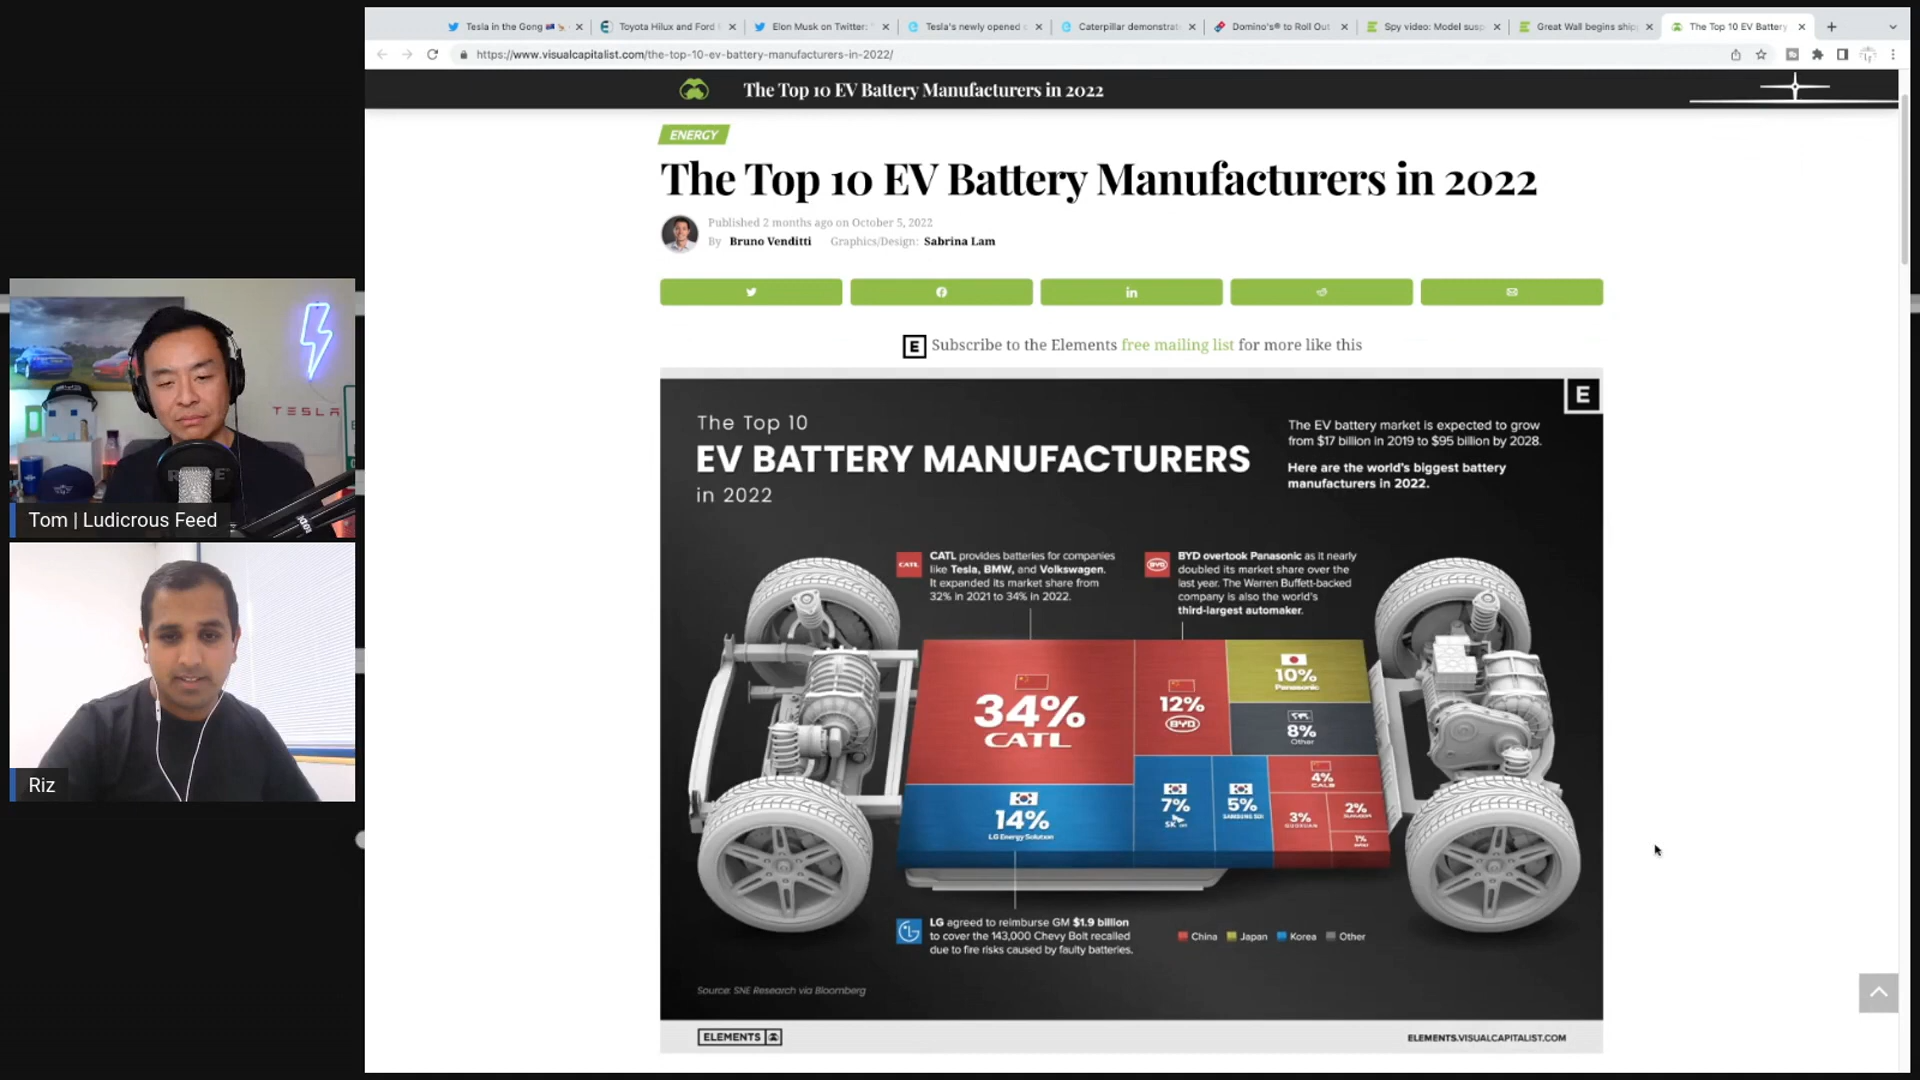 Tesla in the Gong
Toyota Hilux and Ford
Elon Musk on Twitter:
Tesla's newly opened
Caterpillar demonstrat
Domino's® to Roll Out
Spy video: Model susp
Great Wall begins ship
The Top 10 EV Battery
https://www.visualcapitalist.com/the-top-10-ev-battery-manufacturers-in-2022/
The Top 10 EV Battery Manufacturers in 2022
ENERGY
The Top 10 EV Battery Manufacturers in 2022
Published 2 months ago on October 5, 2022
By Bruno Venditti Graphics/Design: Sabrina Lam
E Subscribe to the Elements free mailing list for more like this
E
The Top 10
EV BATTERY MANUFACTURERS
in 2022
The EV battery market is expected to grow
from $17 billion in 2019 to $95 billion by 2028.
Here are the world's biggest battery
manufacturers in 2022.
CATL
CATL provides batteries for companies
like Tesla, BMW, and Volkswagen.
It expanded its market share from
32% in 2021 to 34% in 2022.
BYD
BYD overtook Panasonic as it nearly
doubled its market share over the
last year. The Warren Buffett-backed
company is also the world's
third-largest automaker.
34%
CATL
12%
BYD
10%
Panasonic
8%
Other
14%
LG Energy Solution
7%
SK on
5%
SAMSUNG SDI
4%
CALB
3%
GUOXUAN
2%
1%
LG agreed to reimburse GM $1.9 billion
to cover the 143,000 Chevy Bolt recalled
due to fire risks caused by faulty batteries.
China Japan Korea Other
Source: SNE Research via Bloomberg
ELEMENTS
ELEMENTS.VISUALCAPITALIST.COM
TESLA
RODE
Tom | Ludicrous Feed
Riz